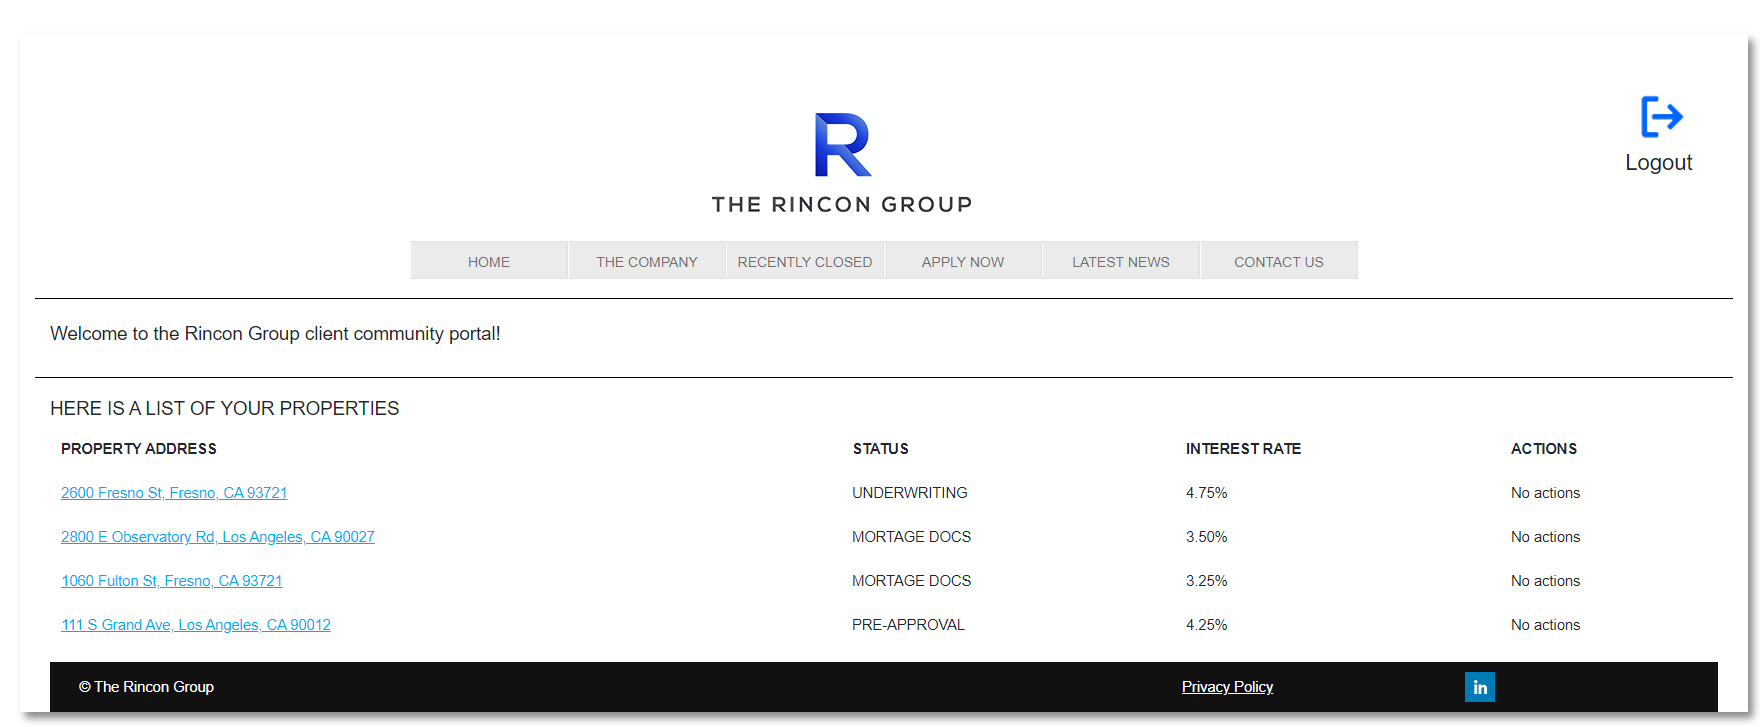 Logout
R
THE RINCON GROUP
HOME THE COMPANY RECENTLY CLOSED APPLY NOW LATEST NEWS CONTACT US
Welcome to the Rincon Group client community portal!
HERE IS A LIST OF YOUR PROPERTIES
PROPERTY ADDRESS STATUS INTEREST RATE ACTIONS
2600 Fresno St, Fresno, CA 93721 UNDERWRITING 4.75% No actions
2800 E Observatory Rd, Los Angeles, CA 90027 MORTAGE DOCS 3.50% No actions
1060 Fulton St, Fresno, CA 93721 MORTAGE DOCS 3.25% No actions
111 S Grand Ave, Los Angeles, CA 90012 PRE-APPROVAL 4.25% No actions
© The Rincon Group Privacy Policy in